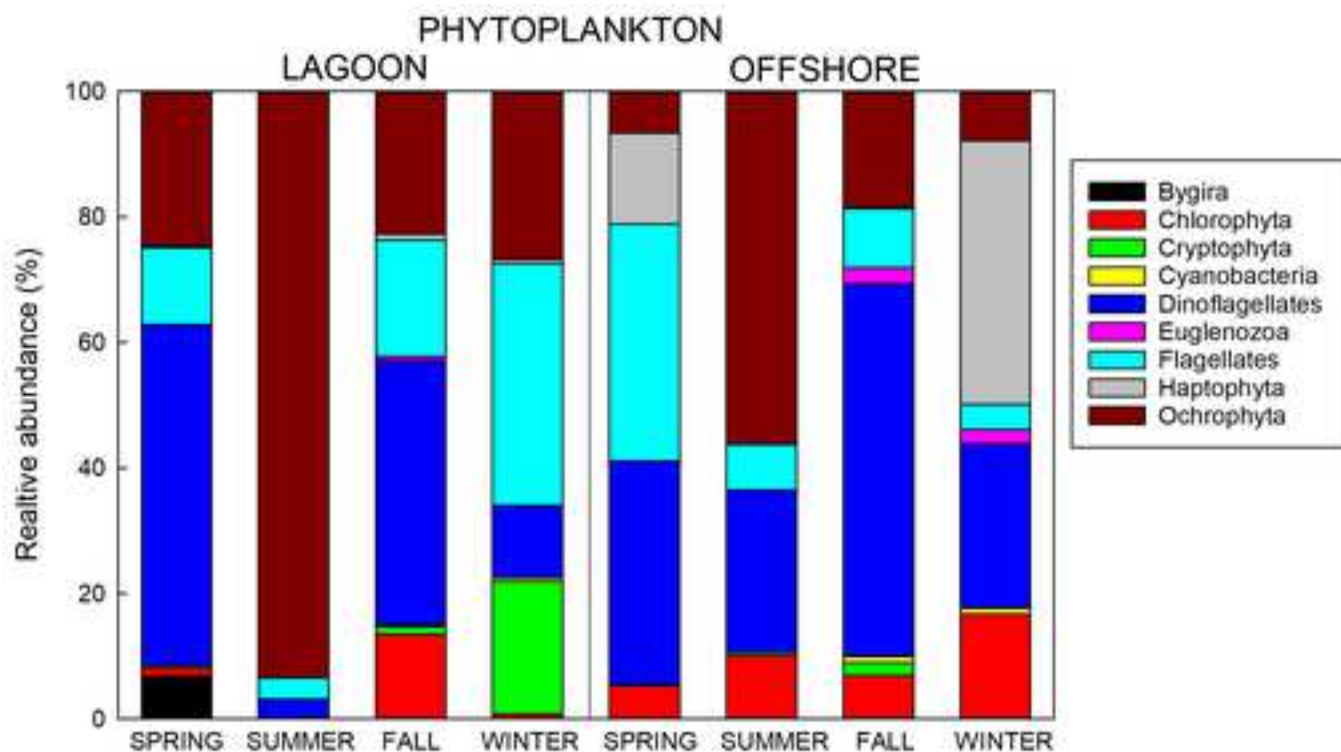 PHYTOPLANKTON
LAGOON OFFSHORE
100
80
60
40
20
0
Realtive abundance (%)
SPRING SUMMER FALL WINTER SPRING SUMMER FALL WINTER
Bygira
Chlorophyta
Cryptophyta
Cyanobacteria
Dinoflagellates
Euglenozoa
Flagellates
Haptophyta
Ochrophyta